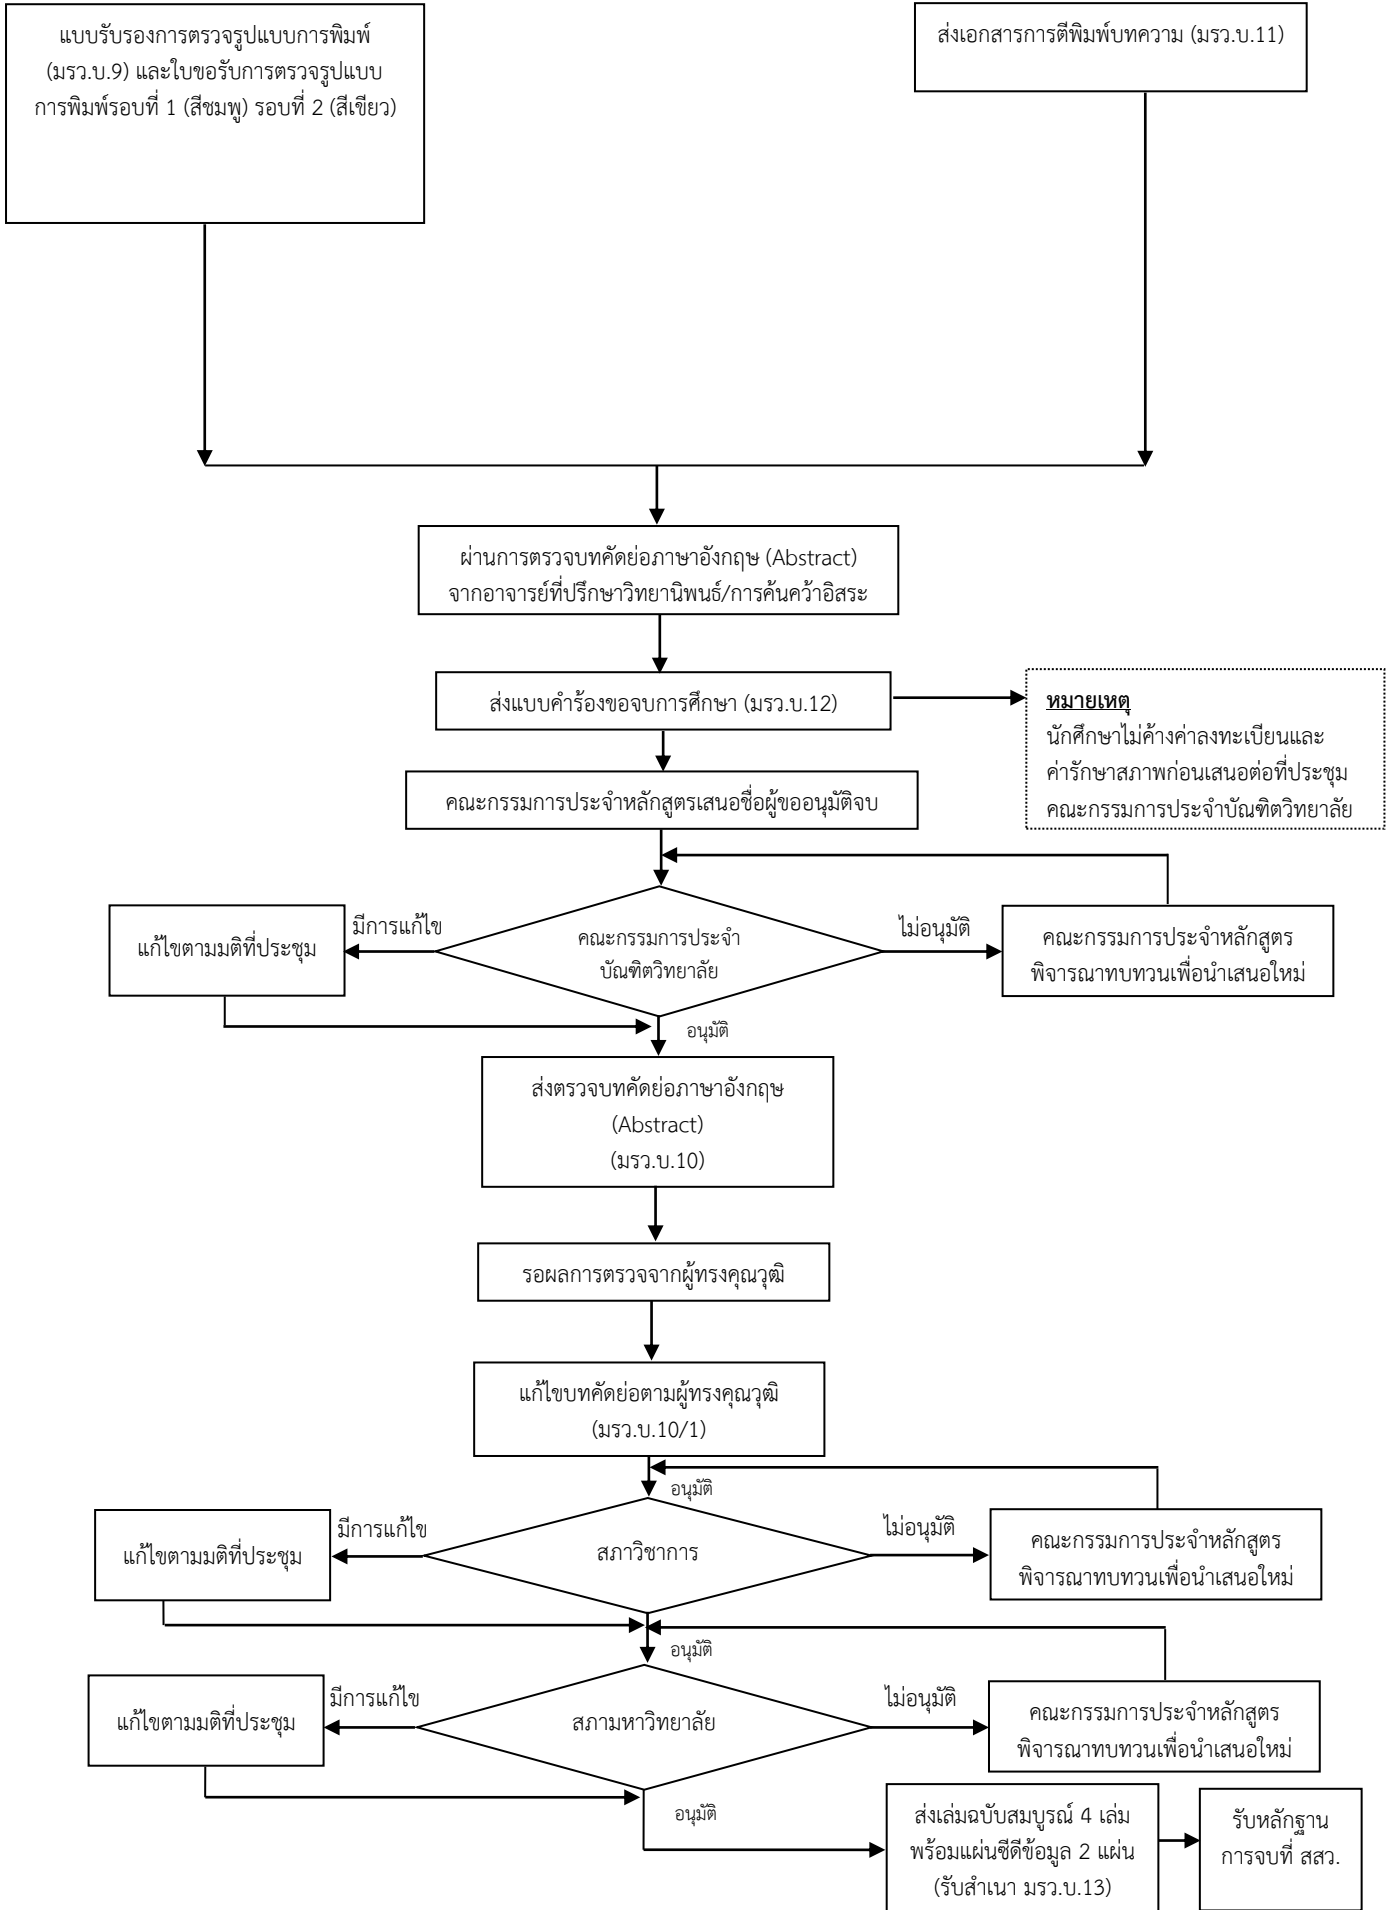 แบบรับรองการตรวจรูปแบบการพิมพ์
(มรว.บ.9) และใบขอรับการตรวจรูปแบบ
การพิมพ์รอบที่ 1 (สีชมพู) รอบที่ 2 (สีเขียว)
ส่งเอกสารการตีพิมพ์บทความ (มรว.บ.11)
ผ่านการตรวจบทคัดย่อภาษาอังกฤษ (Abstract)
จากอาจารย์ที่ปรึกษาวิทยานิพนธ์/การค้นคว้าอิสระ
ส่งแบบคำร้องขอจบการศึกษา (มรว.บ.12)
หมายเหตุ
นักศึกษาไม่ค้างค่าลงทะเบียนและ
ค่ารักษาสภาพก่อนเสนอต่อที่ประชุม
คณะกรรมการประจำบัณฑิตวิทยาลัย
คณะกรรมการประจำหลักสูตรเสนอชื่อผู้ขออนุมัติจบ
แก้ไขตามมติที่ประชุม
มีการแก้ไข
คณะกรรมการประจำ
บัณฑิตวิทยาลัย
ไม่อนุมัติ
คณะกรรมการประจำหลักสูตร
พิจารณาทบทวนเพื่อนำเสนอใหม่
อนุมัติ
ส่งตรวจบทคัดย่อภาษาอังกฤษ
(Abstract)
(มรว.บ.10)
รอผลการตรวจจากผู้ทรงคุณวุฒิ
แก้ไขบทคัดย่อตามผู้ทรงคุณวุฒิ
(มรว.บ.10/1)
อนุมัติ
แก้ไขตามมติที่ประชุม
มีการแก้ไข
สภาวิชาการ
ไม่อนุมัติ
คณะกรรมการประจำหลักสูตร
พิจารณาทบทวนเพื่อนำเสนอใหม่
อนุมัติ
แก้ไขตามมติที่ประชุม
มีการแก้ไข
สภามหาวิทยาลัย
ไม่อนุมัติ
คณะกรรมการประจำหลักสูตร
พิจารณาทบทวนเพื่อนำเสนอใหม่
อนุมัติ
ส่งเล่มฉบับสมบูรณ์ 4 เล่ม
พร้อมแผ่นซีดีข้อมูล 2 แผ่น
(รับสำเนา มรว.บ.13)
รับหลักฐาน
การจบที่ สสว.